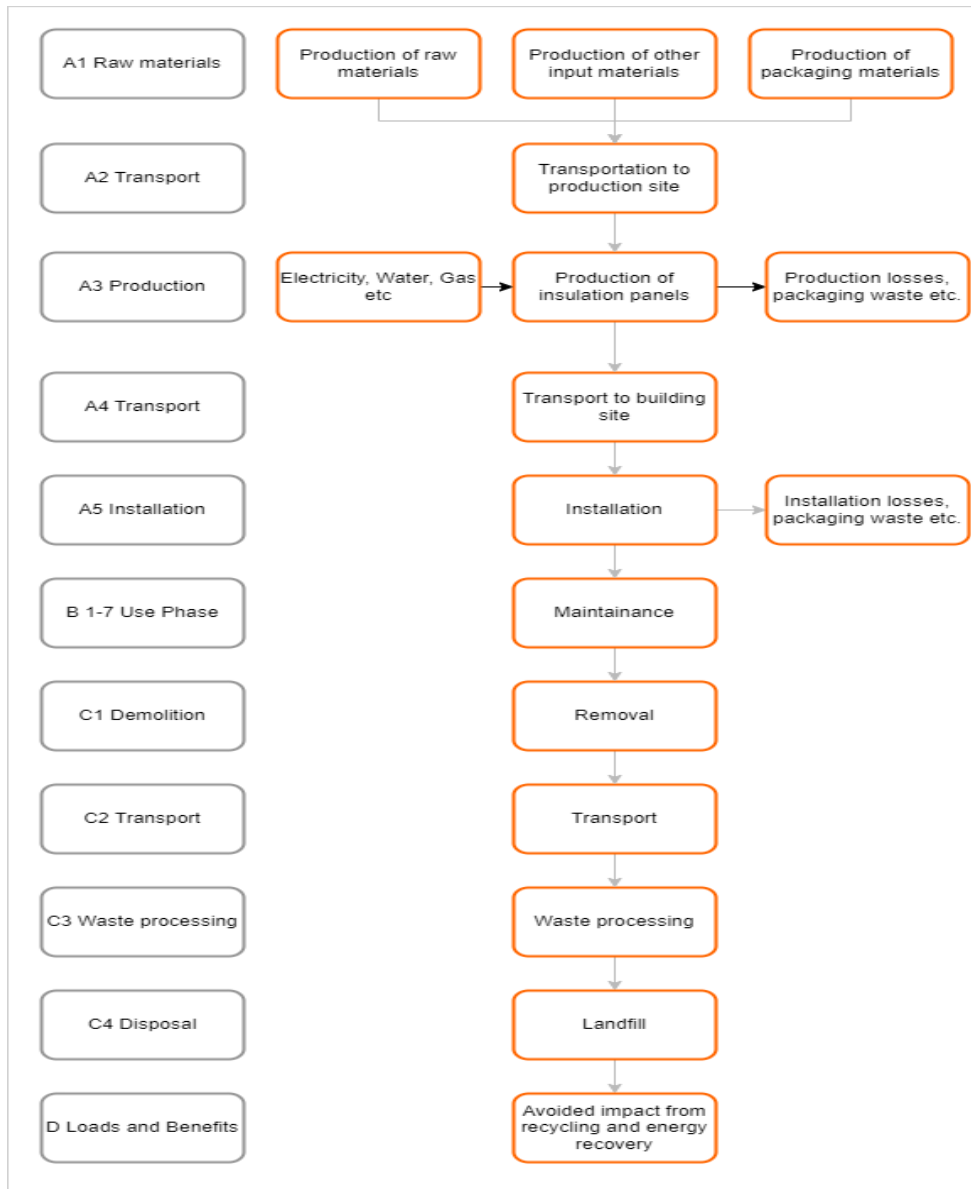 A1 Raw materials
Production of raw
materials
Production of other
input materials
Production of
packaging materials
A2 Transport
Transportation to
production site
A3 Production
Electricity, Water, Gas
etc
Production of
insulation panels
Production losses,
packaging waste etc.
A4 Transport
Transport to building
site
A5 Installation
Installation
Installation losses,
packaging waste etc.
B 1-7 Use Phase
Maintainance
C1 Demolition
Removal
C2 Transport
Transport
C3 Waste processing
Waste processing
C4 Disposal
Landfill
D Loads and Benefits
Avoided impact from
recycling and energy
recovery